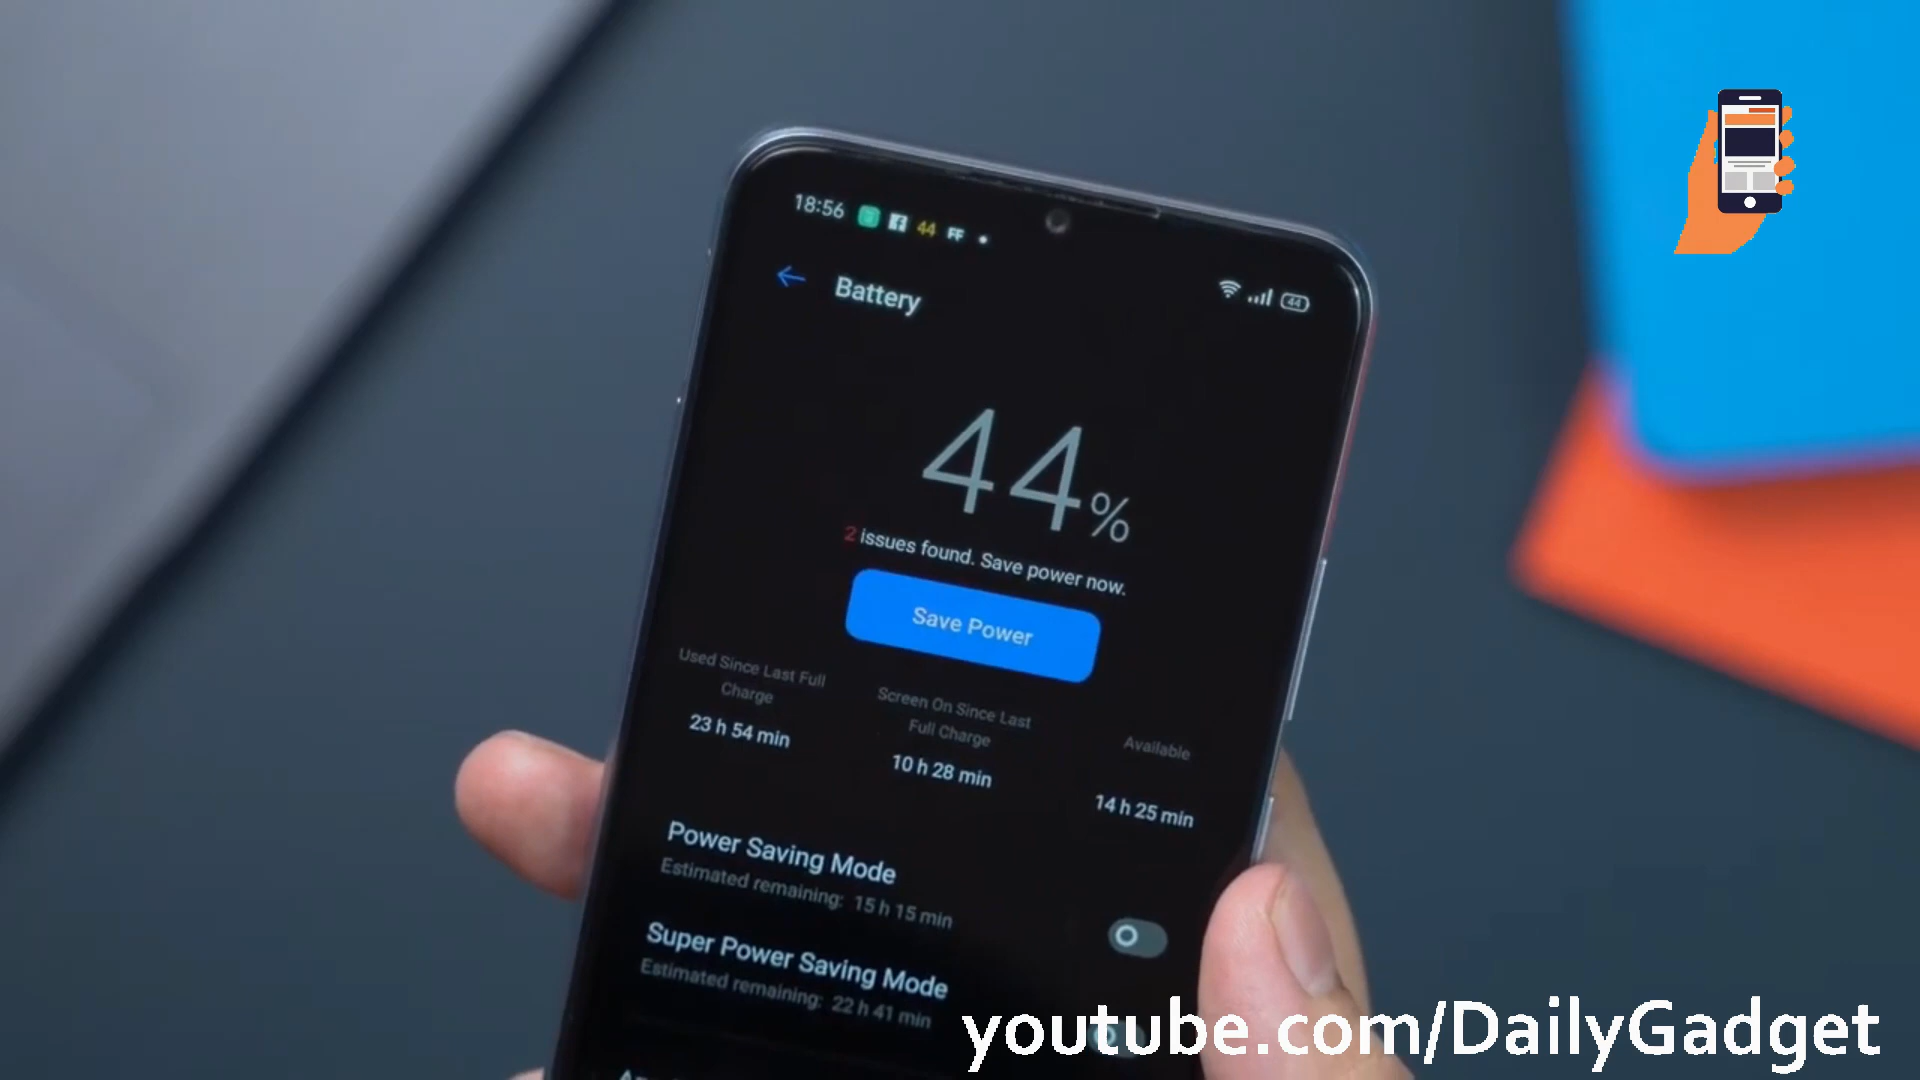 18:56 44 FF
44
Battery
44%
2 issues found. Save power now.
Save Power
Used Since Last Full
Charge
23 h 54 min
Screen On Since Last
Full Charge
10 h 28 min
Available
14 h 25 min
Power Saving Mode
Estimated remaining: 15 h 15 min
Super Power Saving Mode
Estimated remaining: 22 h 41 min
youtube.com/DailyGadget